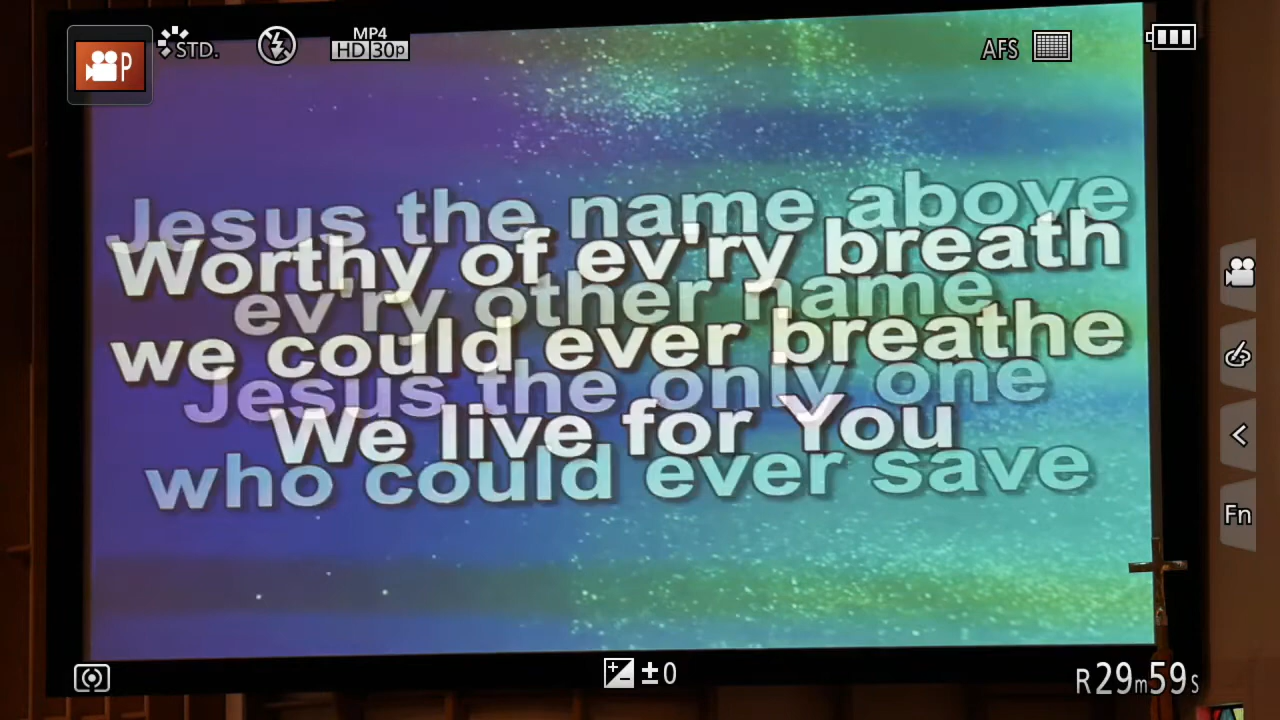 P
STD.
MP4
HD 30p
AFS
Jesus the name above
Worthy of ev'ry breath
ev'ry other name
we could ever breathe
Jesus the only one
We live for You
who could ever save
Fn
±0
R29m59s